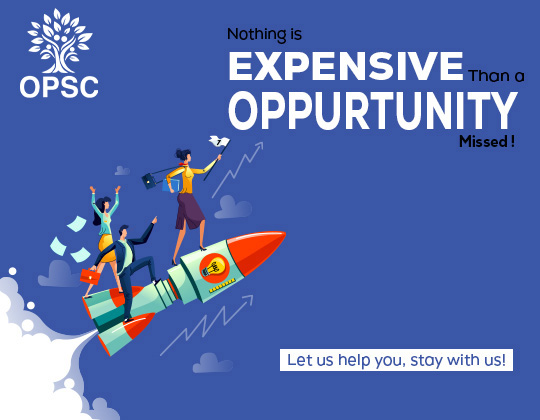 OPSC
Nothing is
EXPENSIVE Than a
OPPURTUNITY
Missed !
Let us help you, stay with us!